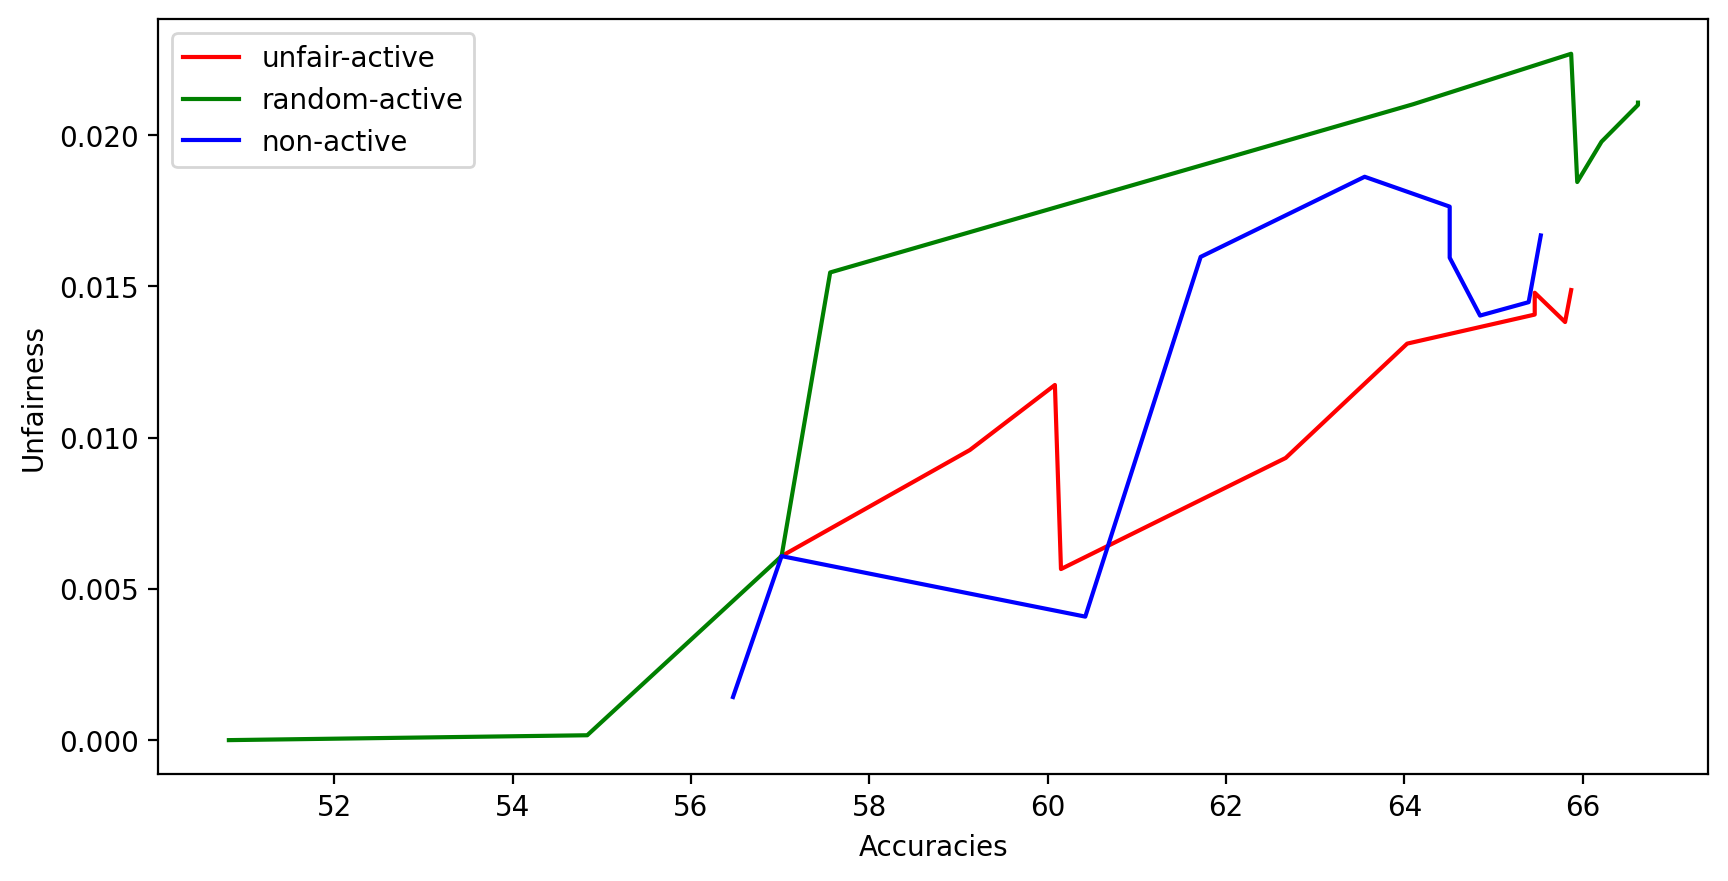 unfair-active
random-active
non-active
0.020
0.015
0.010
0.005
0.000
Unfairness
52 54 56 58 60 62 64 66
Accuracies